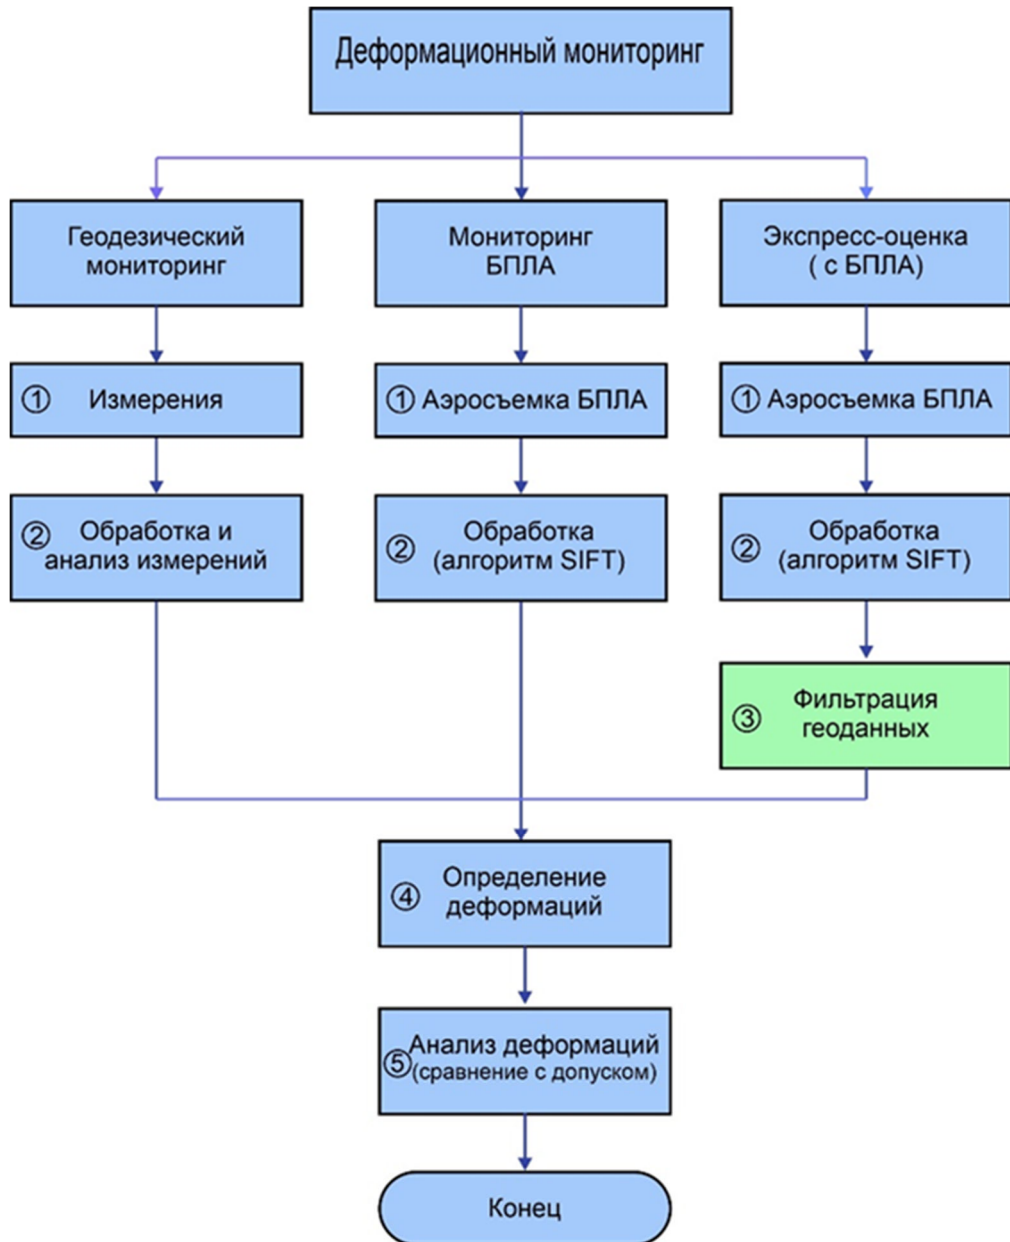 Деформационный мониторинг
Геодезический
мониторинг
Мониторинг
БПЛА
Экспресс-оценка
( с БПЛА)
① Измерения
① Аэросъемка БПЛА
① Аэросъемка БПЛА
② Обработка и
анализ измерений
② Обработка
(алгоритм SIFT)
② Обработка
(алгоритм SIFT)
③ Фильтрация
геоданных
④ Определение
деформаций
⑤ Анализ деформаций
(сравнение с допуском)
Конец